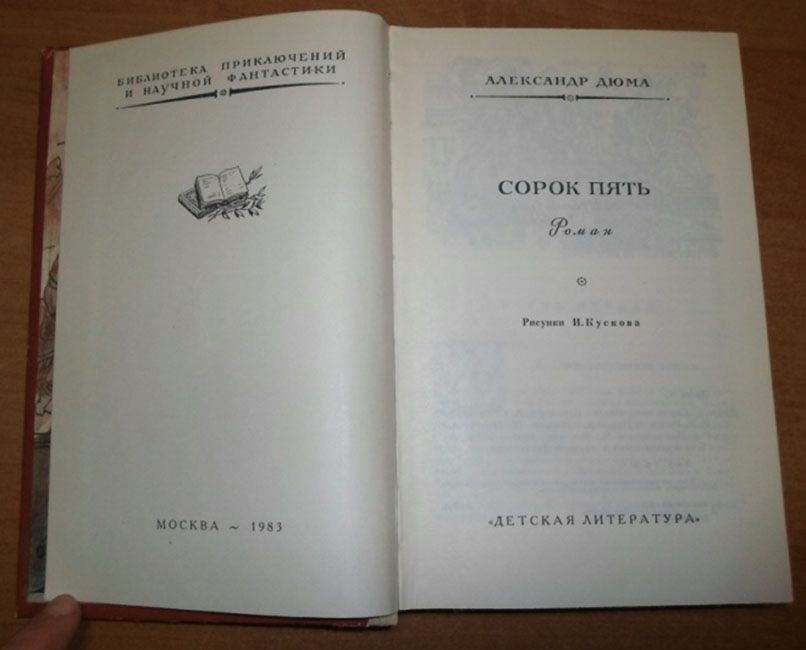 БИБЛИОТЕКА ПРИКЛЮЧЕНИЙ
И НАУЧНОЙ ФАНТАСТИКИ
МОСКВА ~ 1983
АЛЕКСАНДР ДЮМА
СОРОК ПЯТЬ
Роман
Рисунки И.Кускова
«ДЕТСКАЯ ЛИТЕРАТУРА»